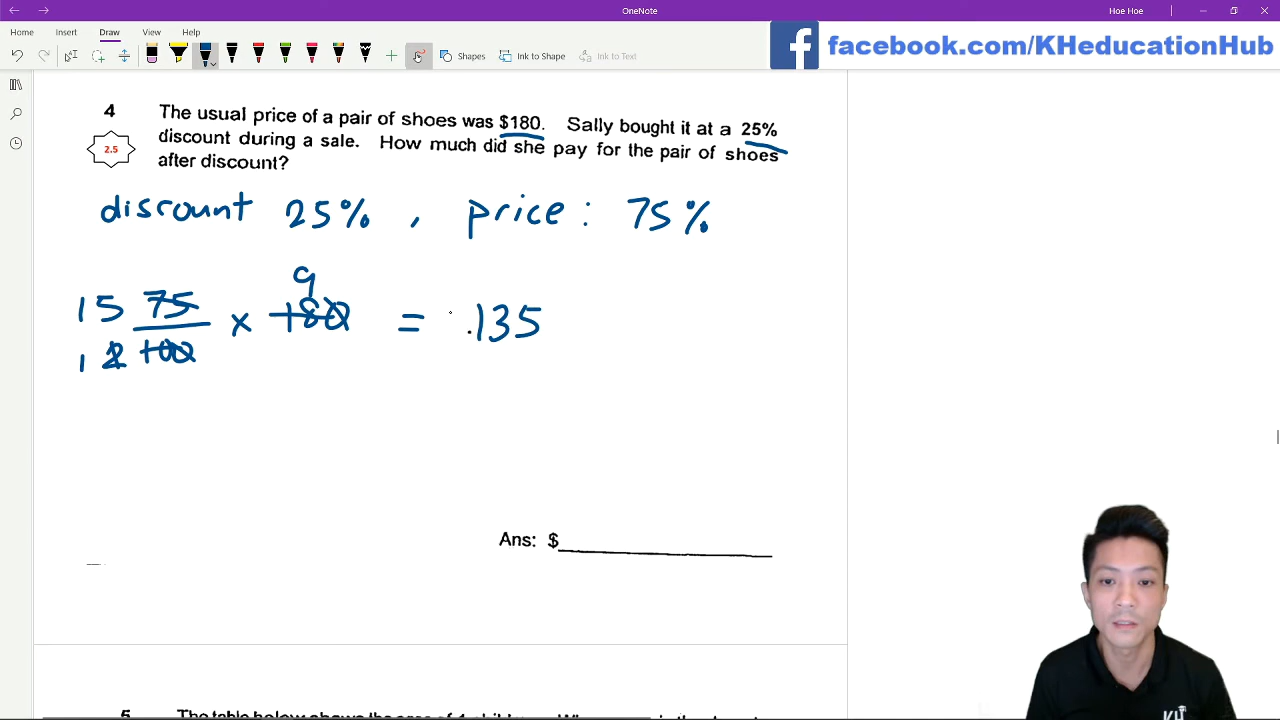 OneNote
Hoe Hoe
Home Insert Draw View Help
Shapes Ink to Shape Ink to Text
facebook.com/KHeducationHub
4 The usual price of a pair of shoes was $180. Sally bought it at a 25%
2.5 discount during a sale. How much did she pay for the pair of shoes
after discount?
discount 25% , price: 75%
9
15 75 × 180 = 135
1 2 100
Ans: $
5